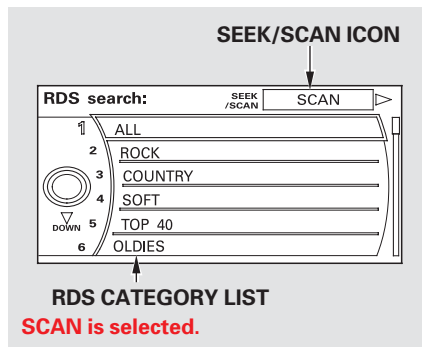 SEEK/SCAN ICON
RDS search: SEEK /SCAN SCAN
1 ALL
2 ROCK
3 COUNTRY
4 SOFT
DOWN 5 TOP 40
6 OLDIES
RDS CATEGORY LIST
SCAN is selected.